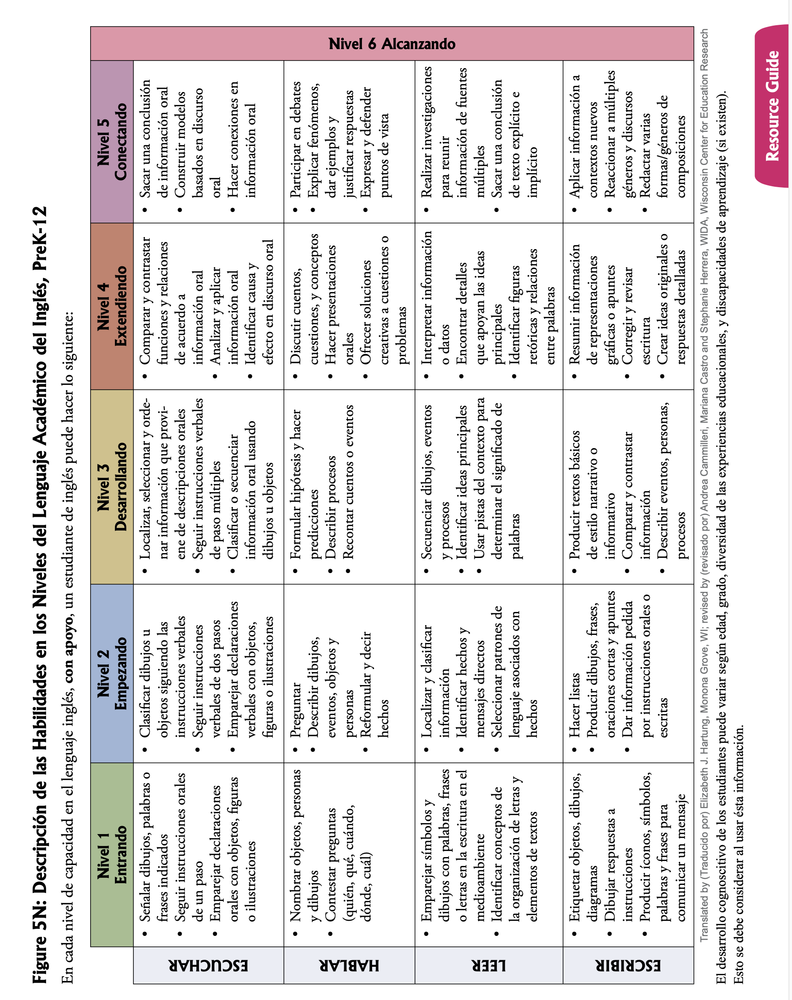 Figure 5N: Descripción de las Habilidades en los Niveles del Lenguaje Académico del Inglés, PreK-12
En cada nivel de capacidad en el lenguaje inglés, con apoyo, un estudiante de inglés puede hacer lo siguiente:
Nivel 1
Entrando
Nivel 2
Empezando
Nivel 3
Desarrollando
Nivel 4
Extendiendo
Nivel 5
Conectando
Nivel 6 Alcanzando
ESCUCHAR
• Señalar dibujos, palabras o
frases indicados
• Seguir instrucciones orales
de un paso
• Emparejar declaraciones
orales con objetos, figuras
o ilustraciones
• Clasificar dibujos u
objetos siguiendo las
instrucciones verbales
• Seguir instrucciones
verbales de dos pasos
• Emparejar declaraciones
verbales con objetos,
figuras o ilustraciones
• Localizar, seleccionar y orde-
nar información que provi-
ene de descripciones orales
• Seguir instrucciones verbales
de paso múltiples
• Clasificar o secuenciar
información oral usando
dibujos u objetos
• Comparar y contrastar
funciones y relaciones
de acuerdo a
información oral
• Analizar y aplicar
información oral
• Identificar causa y
efecto en discurso oral
• Sacar una conclusión
de información oral
• Construir modelos
basados en discurso
oral
• Hacer conexiones en
información oral
HABLAR
• Nombrar objetos, personas
y dibujos
• Contestar preguntas
(quién, qué, cuándo,
dónde, cuál)
• Preguntar
• Describir dibujos,
eventos, objetos y
personas
• Reformular y decir
hechos
• Formular hipótesis y hacer
predicciones
• Describir procesos
• Recontar cuentos o eventos
• Discutir cuentos,
cuestiones, y conceptos
• Hacer presentaciones
orales
• Ofrecer soluciones
creativas a cuestiones o
problemas
• Participar en debates
• Explicar fenómenos,
dar ejemplos y
justificar respuestas
• Expresar y defender
puntos de vista
LEER
• Emparejar símbolos y
dibujos con palabras, frases
o letras en la escritura en el
medioambiente
• Identificar conceptos de
la organización de letras y
elementos de textos
• Localizar y clasificar
información
• Identificar hechos y
mensajes directos
• Seleccionar patrones de
lenguaje asociados con
hechos
• Secuenciar dibujos, eventos
y procesos
• Identificar ideas principales
• Usar pistas del contexto para
determinar el significado de
palabras
• Interpretar información
o datos
• Encontrar detalles
que apoyan las ideas
principales
• Identificar figuras
retóricas y relaciones
entre palabras
• Realizar investigaciones
para reunir
información de fuentes
múltiples
• Sacar una conclusión
de texto explícito e
implícito
ESCRIBIR
• Etiquetar objetos, dibujos,
diagramas
• Dibujar respuestas a
instrucciones
• Producir íconos, símbolos,
palabras y frases para
comunicar un mensaje
• Hacer listas
• Producir dibujos, frases,
oraciones cortas y apuntes
• Dar información pedida
por instrucciones orales o
escritas
• Producir textos básicos
de estilo narrativo o
informativo
• Comparar y contrastar
información
• Describir eventos, personas,
procesos
• Resumir información
de representaciones
gráficas o apuntes
• Corregir y revisar
escritura
• Crear ideas originales o
respuestas detalladas
• Aplicar información a
contextos nuevos
• Reaccionar a múltiples
géneros y discursos
• Redactar varias
formas/géneros de
composiciones
Translated by (Traducido por) Elizabeth J. Hartung, Monona Grove, WI; revised by (revisado por) Andrea Cammilleri, Mariana Castro and Stephanie Herrera, WIDA, Wisconsin Center for Education Research
El desarrollo cognoscitivo de los estudiantes puede variar según edad, grado, diversidad de las experiencias educacionales, y discapacidades de aprendizaje (si existen).
Esto se debe considerar al usar ésta información.
Resource Guide